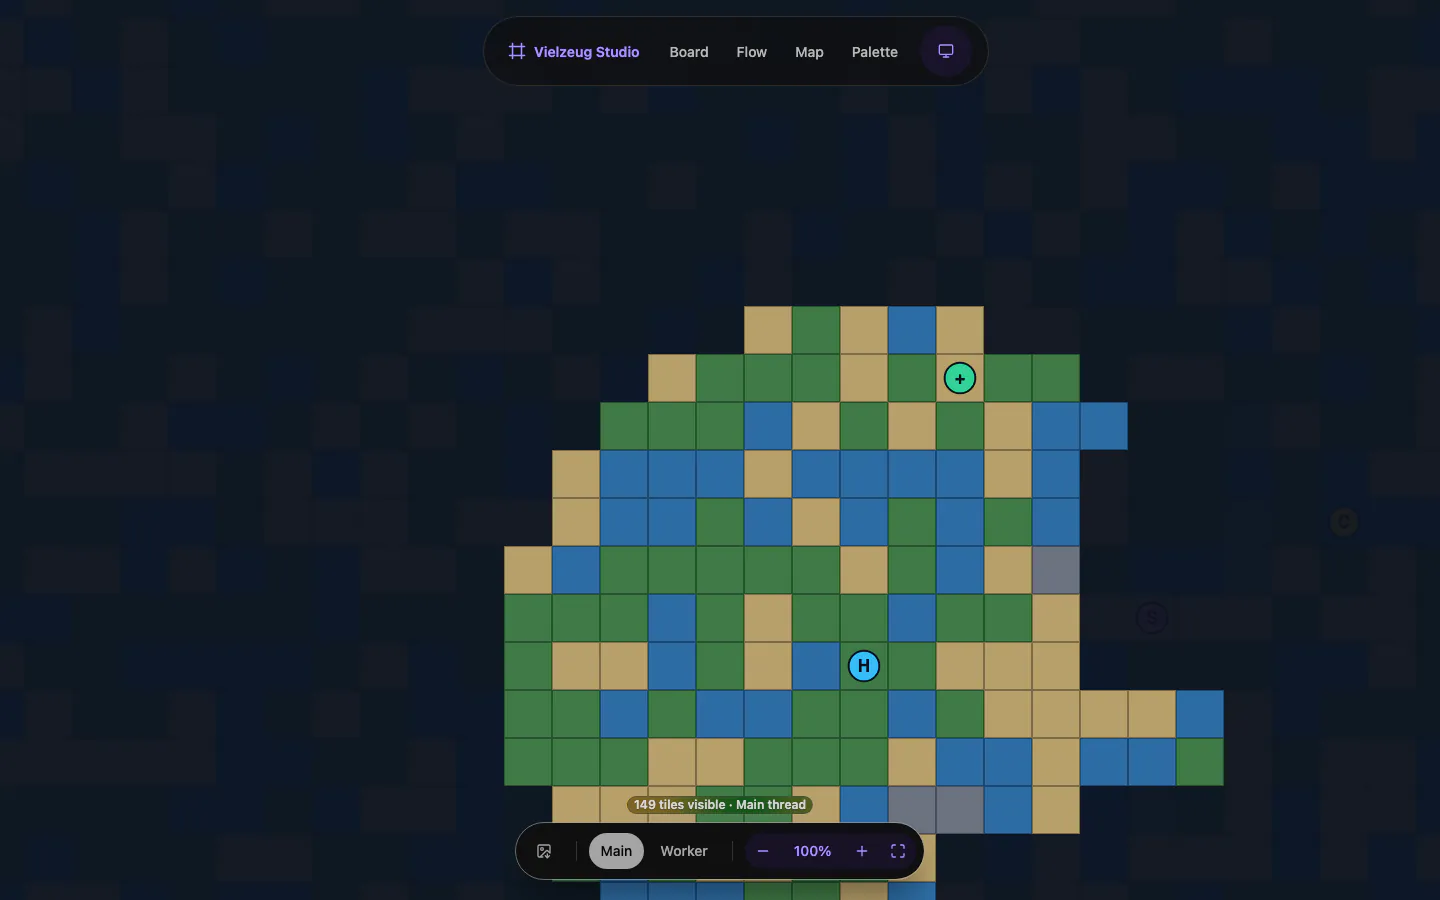 Vielzeug Studio Board Flow Map Palette
+
C
S
H
149 tiles visible · Main thread
Main Worker − 100% +